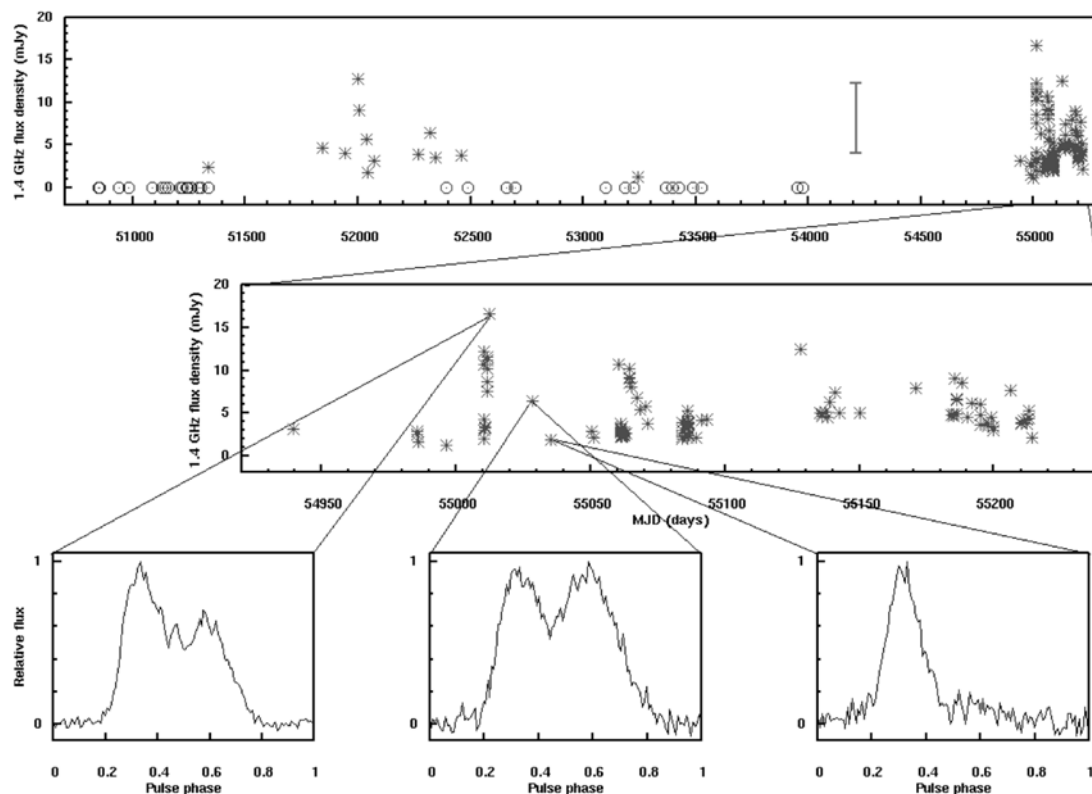 20
15
10
5
0
1.4 GHz flux density (mJy)
51000 51500 52000 52500 53000 53500 54000 54500 55000
20
15
10
5
0
1.4 GHz flux density (mJy)
54950 55000 55050 55100 55150 55200
MJD (days)
1
0
Relative flux
0 0.2 0.4 0.6 0.8 1
Pulse phase
1
0
0 0.2 0.4 0.6 0.8 1
Pulse phase
1
0
0 0.2 0.4 0.6 0.8 1
Pulse phase